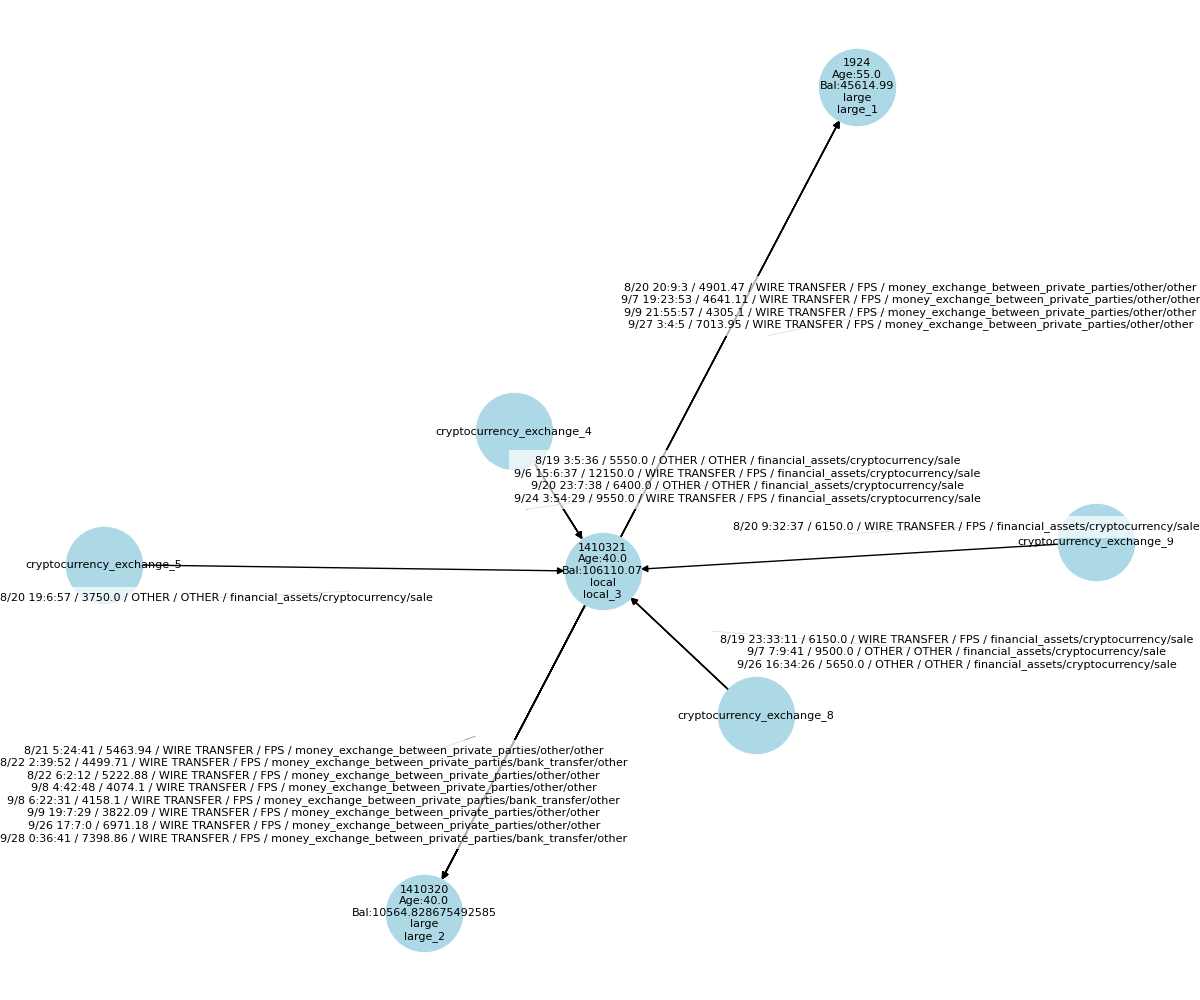 1924
Age:55.0
Bal:45614.99
large
large_1
8/20 20:9:3 / 4901.47 / WIRE TRANSFER / FPS / money_exchange_between_private_parties/other/other
9/7 19:23:53 / 4641.11 / WIRE TRANSFER / FPS / money_exchange_between_private_parties/other/other
9/9 21:55:57 / 4305.1 / WIRE TRANSFER / FPS / money_exchange_between_private_parties/other/other
9/27 3:4:5 / 7013.95 / WIRE TRANSFER / FPS / money_exchange_between_private_parties/other/other
cryptocurrency_exchange_4
8/19 3:5:36 / 5550.0 / OTHER / OTHER / financial_assets/cryptocurrency/sale
9/6 15:6:37 / 12150.0 / WIRE TRANSFER / FPS / financial_assets/cryptocurrency/sale
9/20 23:7:38 / 6400.0 / OTHER / OTHER / financial_assets/cryptocurrency/sale
9/24 3:54:29 / 9550.0 / WIRE TRANSFER / FPS / financial_assets/cryptocurrency/sale
8/20 9:32:37 / 6150.0 / WIRE TRANSFER / FPS / financial_assets/cryptocurrency/sale
cryptocurrency_exchange_9
1410321
Age:40.0
Bal:106110.07
local
local_3
cryptocurrency_exchange_5
8/20 19:6:57 / 3750.0 / OTHER / OTHER / financial_assets/cryptocurrency/sale
8/19 23:33:11 / 6150.0 / WIRE TRANSFER / FPS / financial_assets/cryptocurrency/sale
9/7 7:9:41 / 9500.0 / OTHER / OTHER / financial_assets/cryptocurrency/sale
9/26 16:34:26 / 5650.0 / OTHER / OTHER / financial_assets/cryptocurrency/sale
cryptocurrency_exchange_8
8/21 5:24:41 / 5463.94 / WIRE TRANSFER / FPS / money_exchange_between_private_parties/other/other
8/22 2:39:52 / 4499.71 / WIRE TRANSFER / FPS / money_exchange_between_private_parties/bank_transfer/other
8/22 6:2:12 / 5222.88 / WIRE TRANSFER / FPS / money_exchange_between_private_parties/other/other
9/8 4:42:48 / 4074.1 / WIRE TRANSFER / FPS / money_exchange_between_private_parties/other/other
9/8 6:22:31 / 4158.1 / WIRE TRANSFER / FPS / money_exchange_between_private_parties/bank_transfer/other
9/9 19:7:29 / 3822.09 / WIRE TRANSFER / FPS / money_exchange_between_private_parties/other/other
9/26 17:7:0 / 6971.18 / WIRE TRANSFER / FPS / money_exchange_between_private_parties/other/other
9/28 0:36:41 / 7398.86 / WIRE TRANSFER / FPS / money_exchange_between_private_parties/bank_transfer/other
1410320
Age:40.0
Bal:10564.828675492585
large
large_2